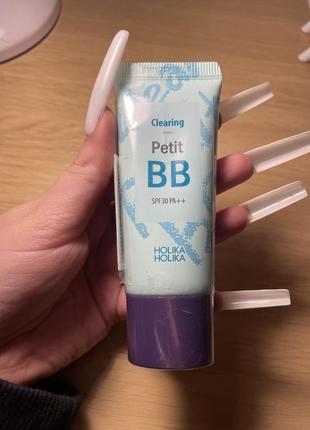 Clearing
Petit
BB
SPF 30 PA++
HOLIKA
HOLIKA